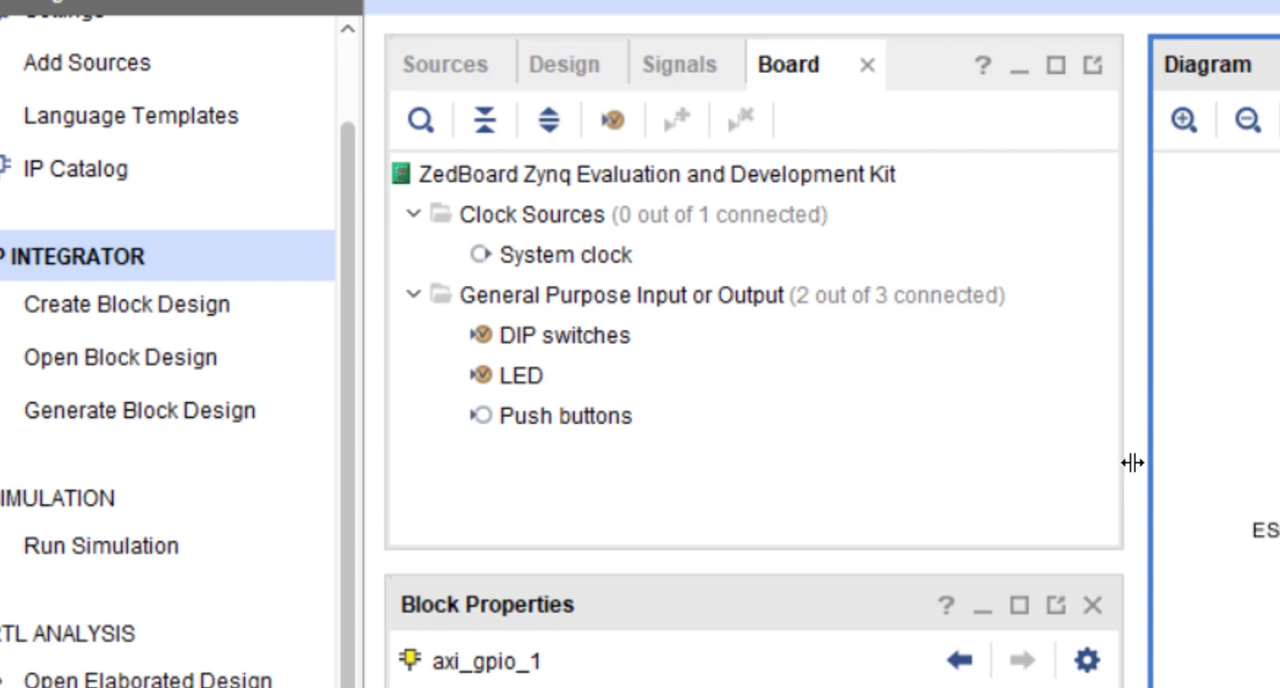 Settings
Add Sources
Language Templates
IP Catalog
P INTEGRATOR
Create Block Design
Open Block Design
Generate Block Design
IMULATION
Run Simulation
TL ANALYSIS
Open Elaborated Design
Sources Design Signals Board
ZedBoard Zynq Evaluation and Development Kit
Clock Sources (0 out of 1 connected)
System clock
General Purpose Input or Output (2 out of 3 connected)
DIP switches
LED
Push buttons
Block Properties
axi_gpio_1
Diagram
ES